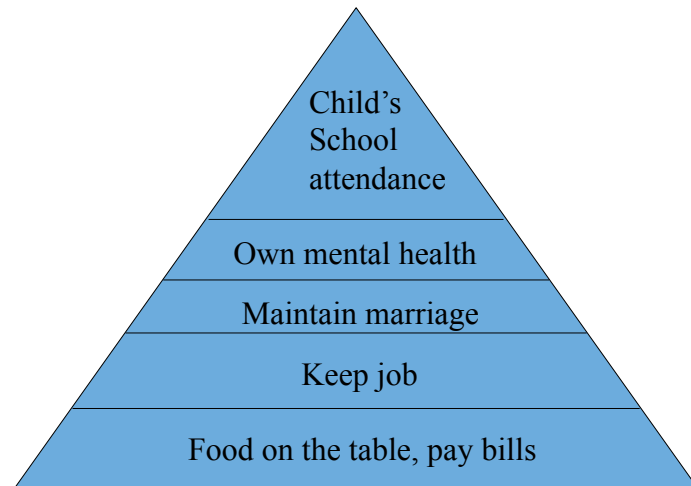 Child’s
School
attendance
Own mental health
Maintain marriage
Keep job
Food on the table, pay bills